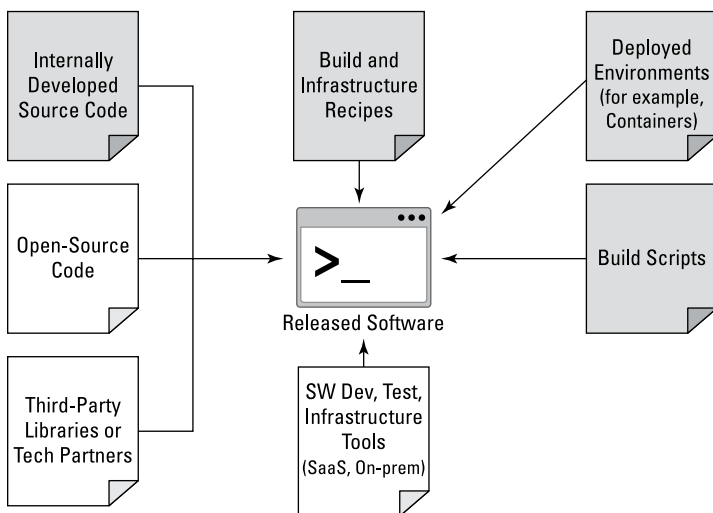 Internally
Developed
Source Code
Build and
Infrastructure
Recipes
Deployed
Environments
(for example,
Containers)
Open-Source
Code
>_
Released Software
Build Scripts
Third-Party
Libraries or
Tech Partners
SW Dev, Test,
Infrastructure
Tools
(SaaS, On-prem)